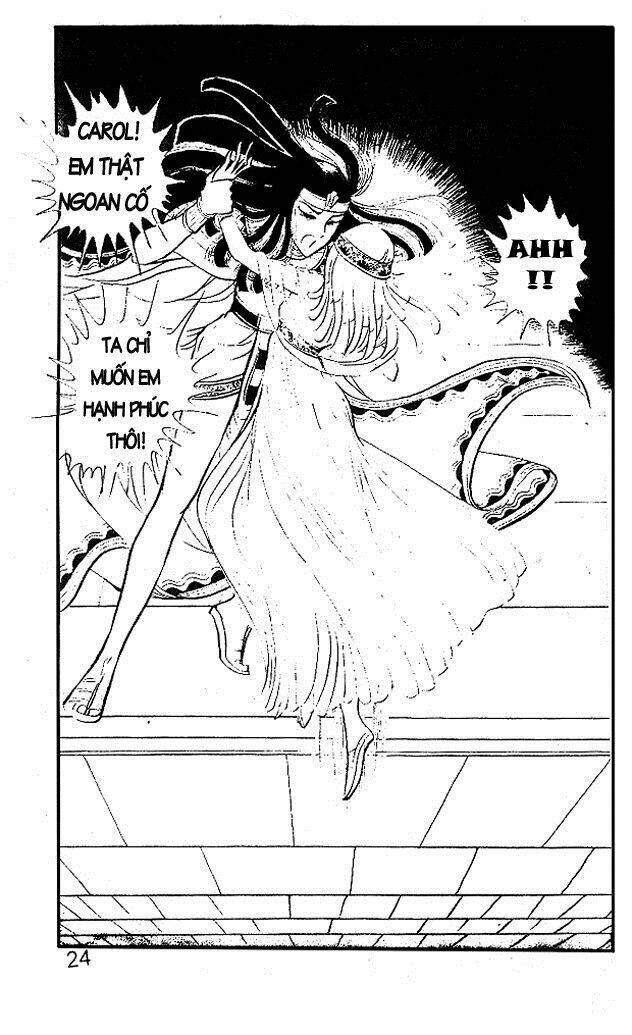 CAROL!
EM THẬT
NGOAN CỐ
AHH
!!
TA CHỈ
MUỐN EM
HẠNH PHÚC
THÔI!
24